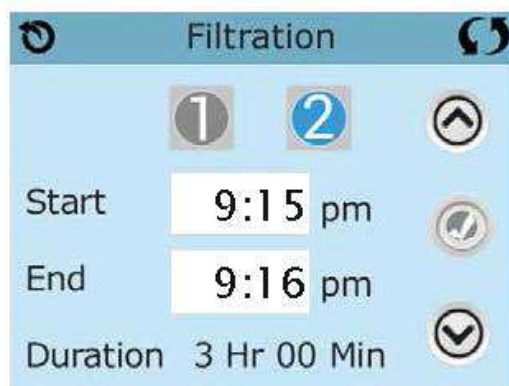 Filtration
1 2
Start 9:15 pm
End 9:16 pm
Duration 3 Hr 00 Min